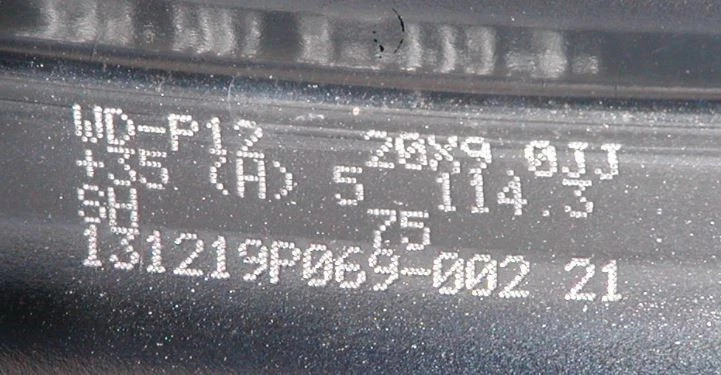 WD-P12 20X9.0JJ
+35 (A) 5 114.3
SH 75
131219P069-002 21